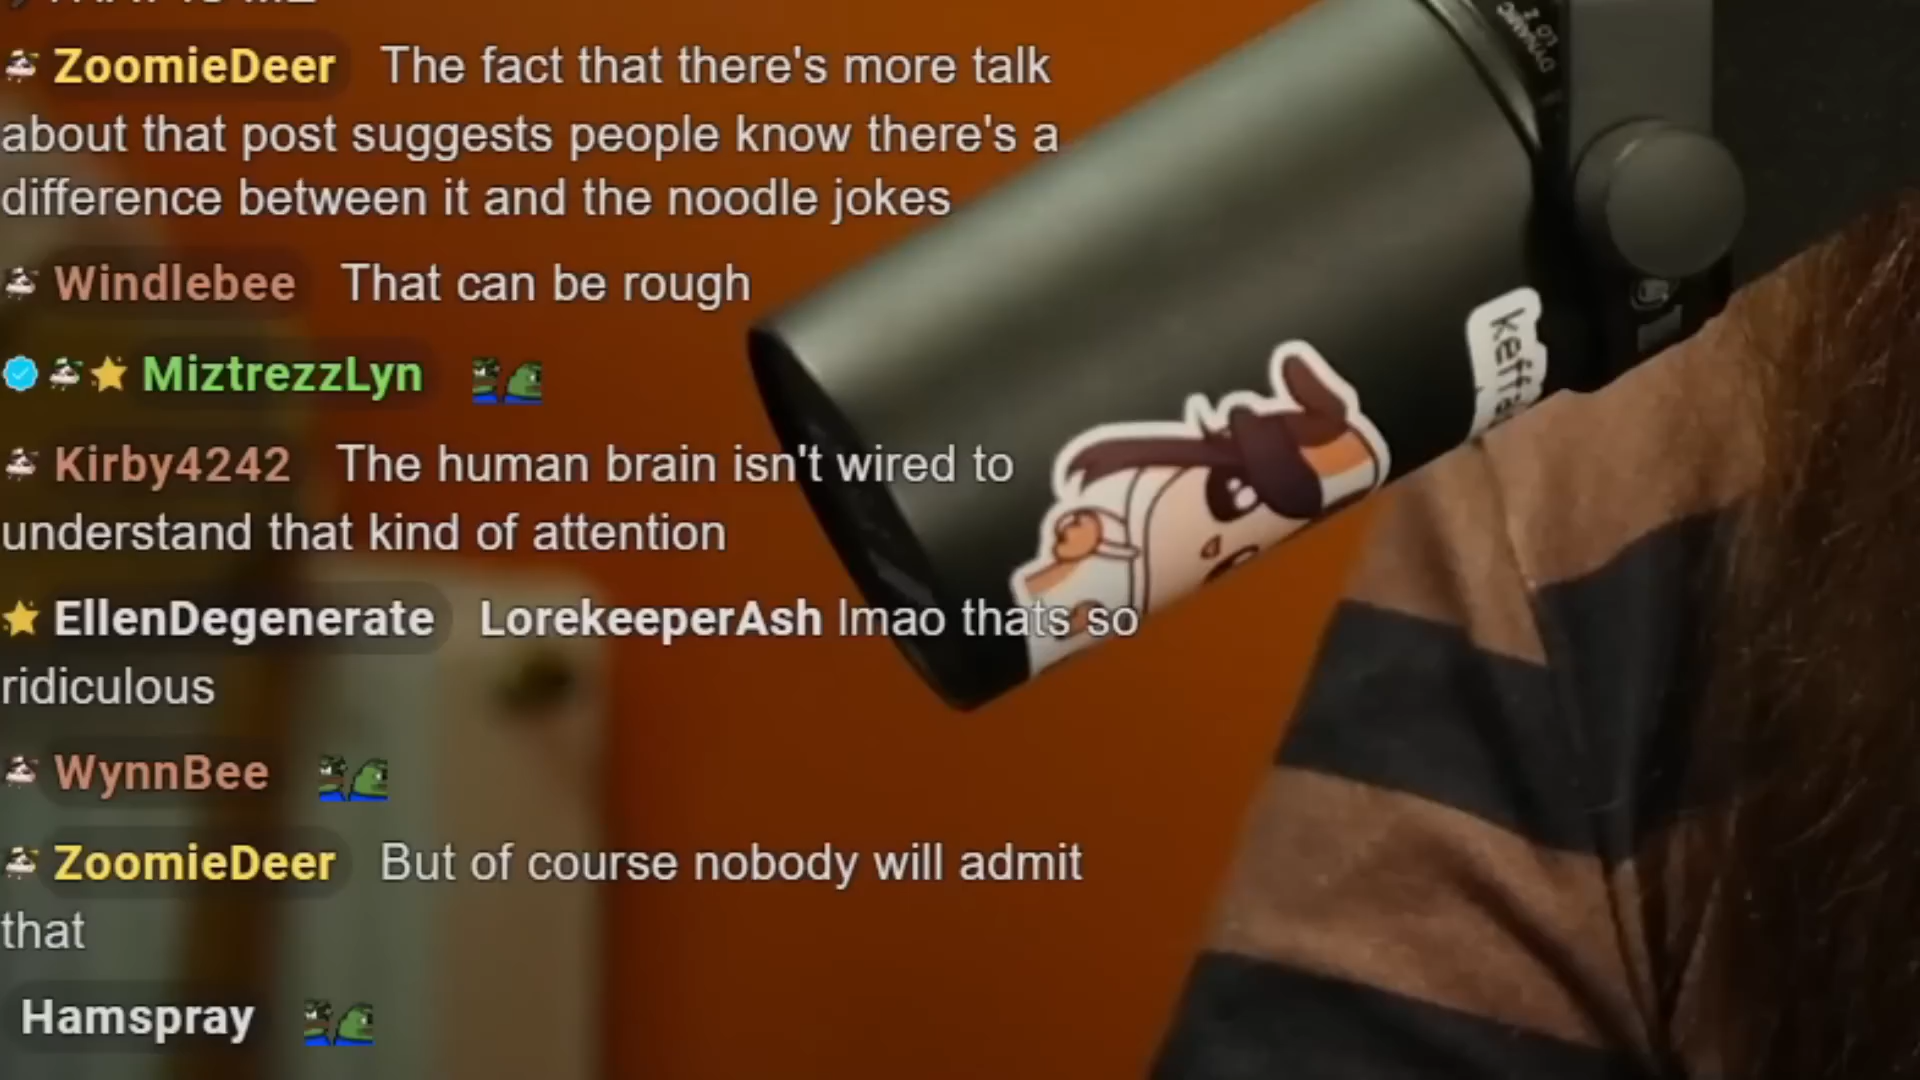 ZoomieDeer The fact that there's more talk
about that post suggests people know there's a
difference between it and the noodle jokes
Windlebee That can be rough
MiztrezzLyn
Kirby4242 The human brain isn't wired to
understand that kind of attention
EllenDegenerate LorekeeperAsh lmao thats so
ridiculous
WynnBee
ZoomieDeer But of course nobody will admit
that
Hamspray